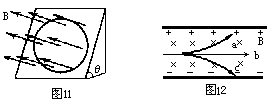 B
θ
图11
+ + + + +
× × B
× a ×
b
× c ×
− − − − −
图12